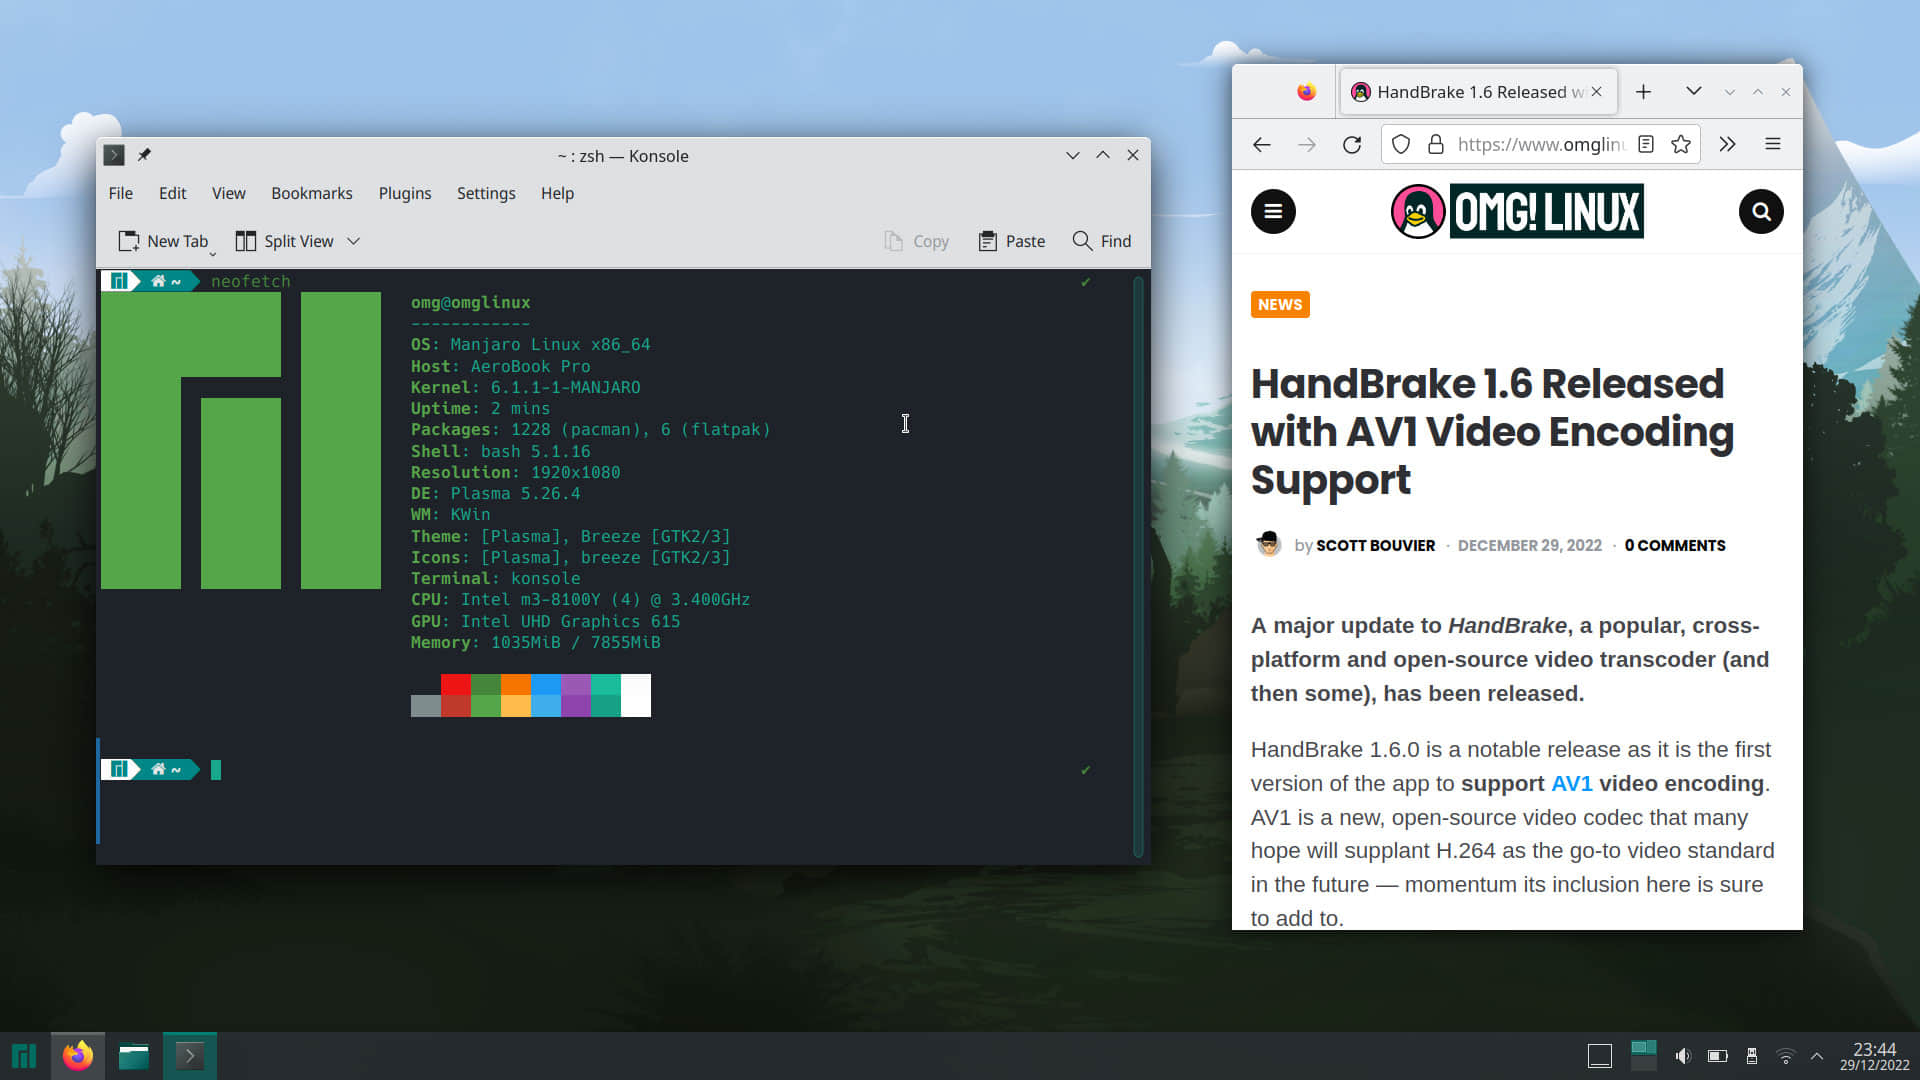 ~ : zsh — Konsole
File Edit View Bookmarks Plugins Settings Help
New Tab Split View Copy Paste Find
~ neofetch
omg@omglinux
------------
OS: Manjaro Linux x86_64
Host: AeroBook Pro
Kernel: 6.1.1-1-MANJARO
Uptime: 2 mins
Packages: 1228 (pacman), 6 (flatpak)
Shell: bash 5.1.16
Resolution: 1920x1080
DE: Plasma 5.26.4
WM: KWin
Theme: [Plasma], Breeze [GTK2/3]
Icons: [Plasma], breeze [GTK2/3]
Terminal: konsole
CPU: Intel m3-8100Y (4) @ 3.400GHz
GPU: Intel UHD Graphics 615
Memory: 1035MiB / 7855MiB
~
HandBrake 1.6 Released
https://www.omglin
OMG! LINUX
NEWS
HandBrake 1.6 Released
with AV1 Video Encoding
Support
by SCOTT BOUVIER · DECEMBER 29, 2022 · 0 COMMENTS
A major update to HandBrake, a popular, cross-
platform and open-source video transcoder (and
then some), has been released.
HandBrake 1.6.0 is a notable release as it is the first
version of the app to support AV1 video encoding.
AV1 is a new, open-source video codec that many
hope will supplant H.264 as the go-to video standard
in the future — momentum its inclusion here is sure
to add to.
23:44
29/12/2022